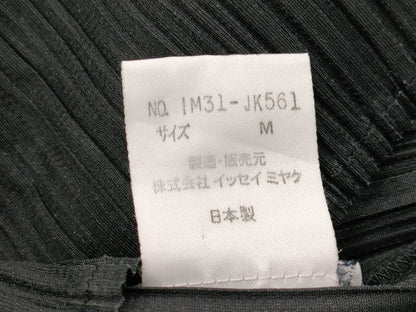 NO. IM31-JK561
サイズ M
製造・販売元
株式会社 イッセイ ミヤケ
日本製